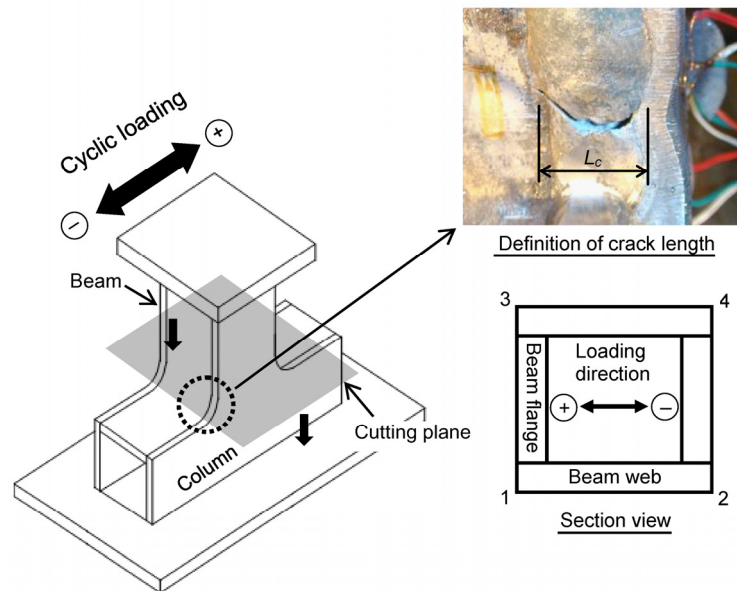 Cyclic loading
+
−
Beam
Column
Cutting plane
Lc
Definition of crack length
3
4
Beam flange
Loading
direction
+
−
Beam web
1
2
Section view